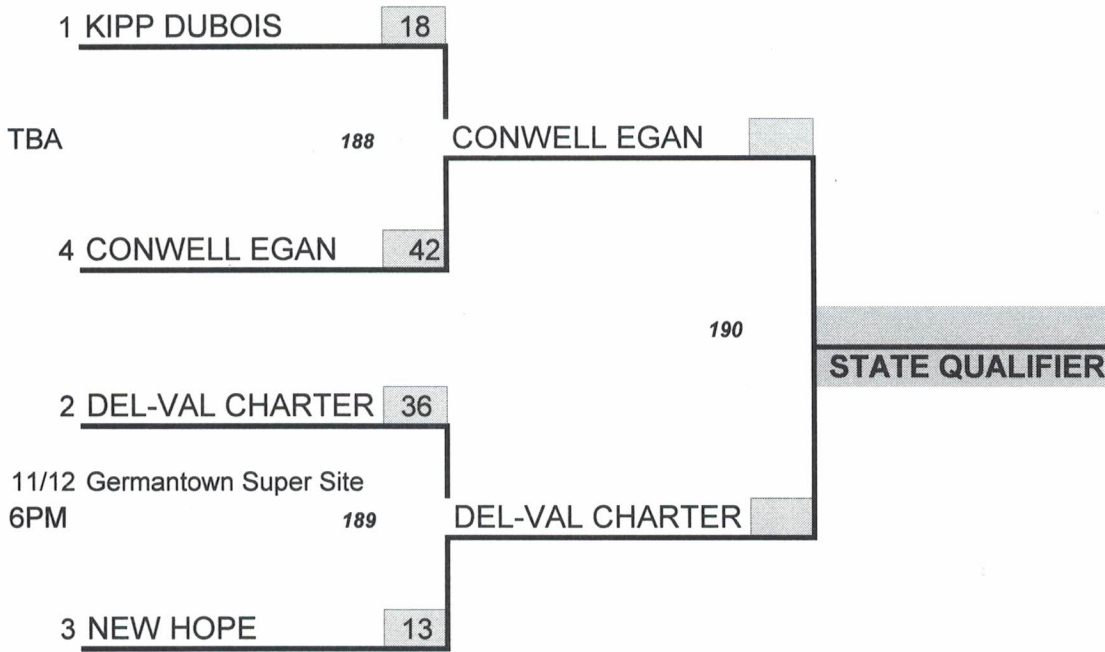 1 KIPP DUBOIS 18
TBA 188 CONWELL EGAN
4 CONWELL EGAN 42
190
STATE QUALIFIER
2 DEL-VAL CHARTER 36
11/12 Germantown Super Site
6PM 189 DEL-VAL CHARTER
3 NEW HOPE 13